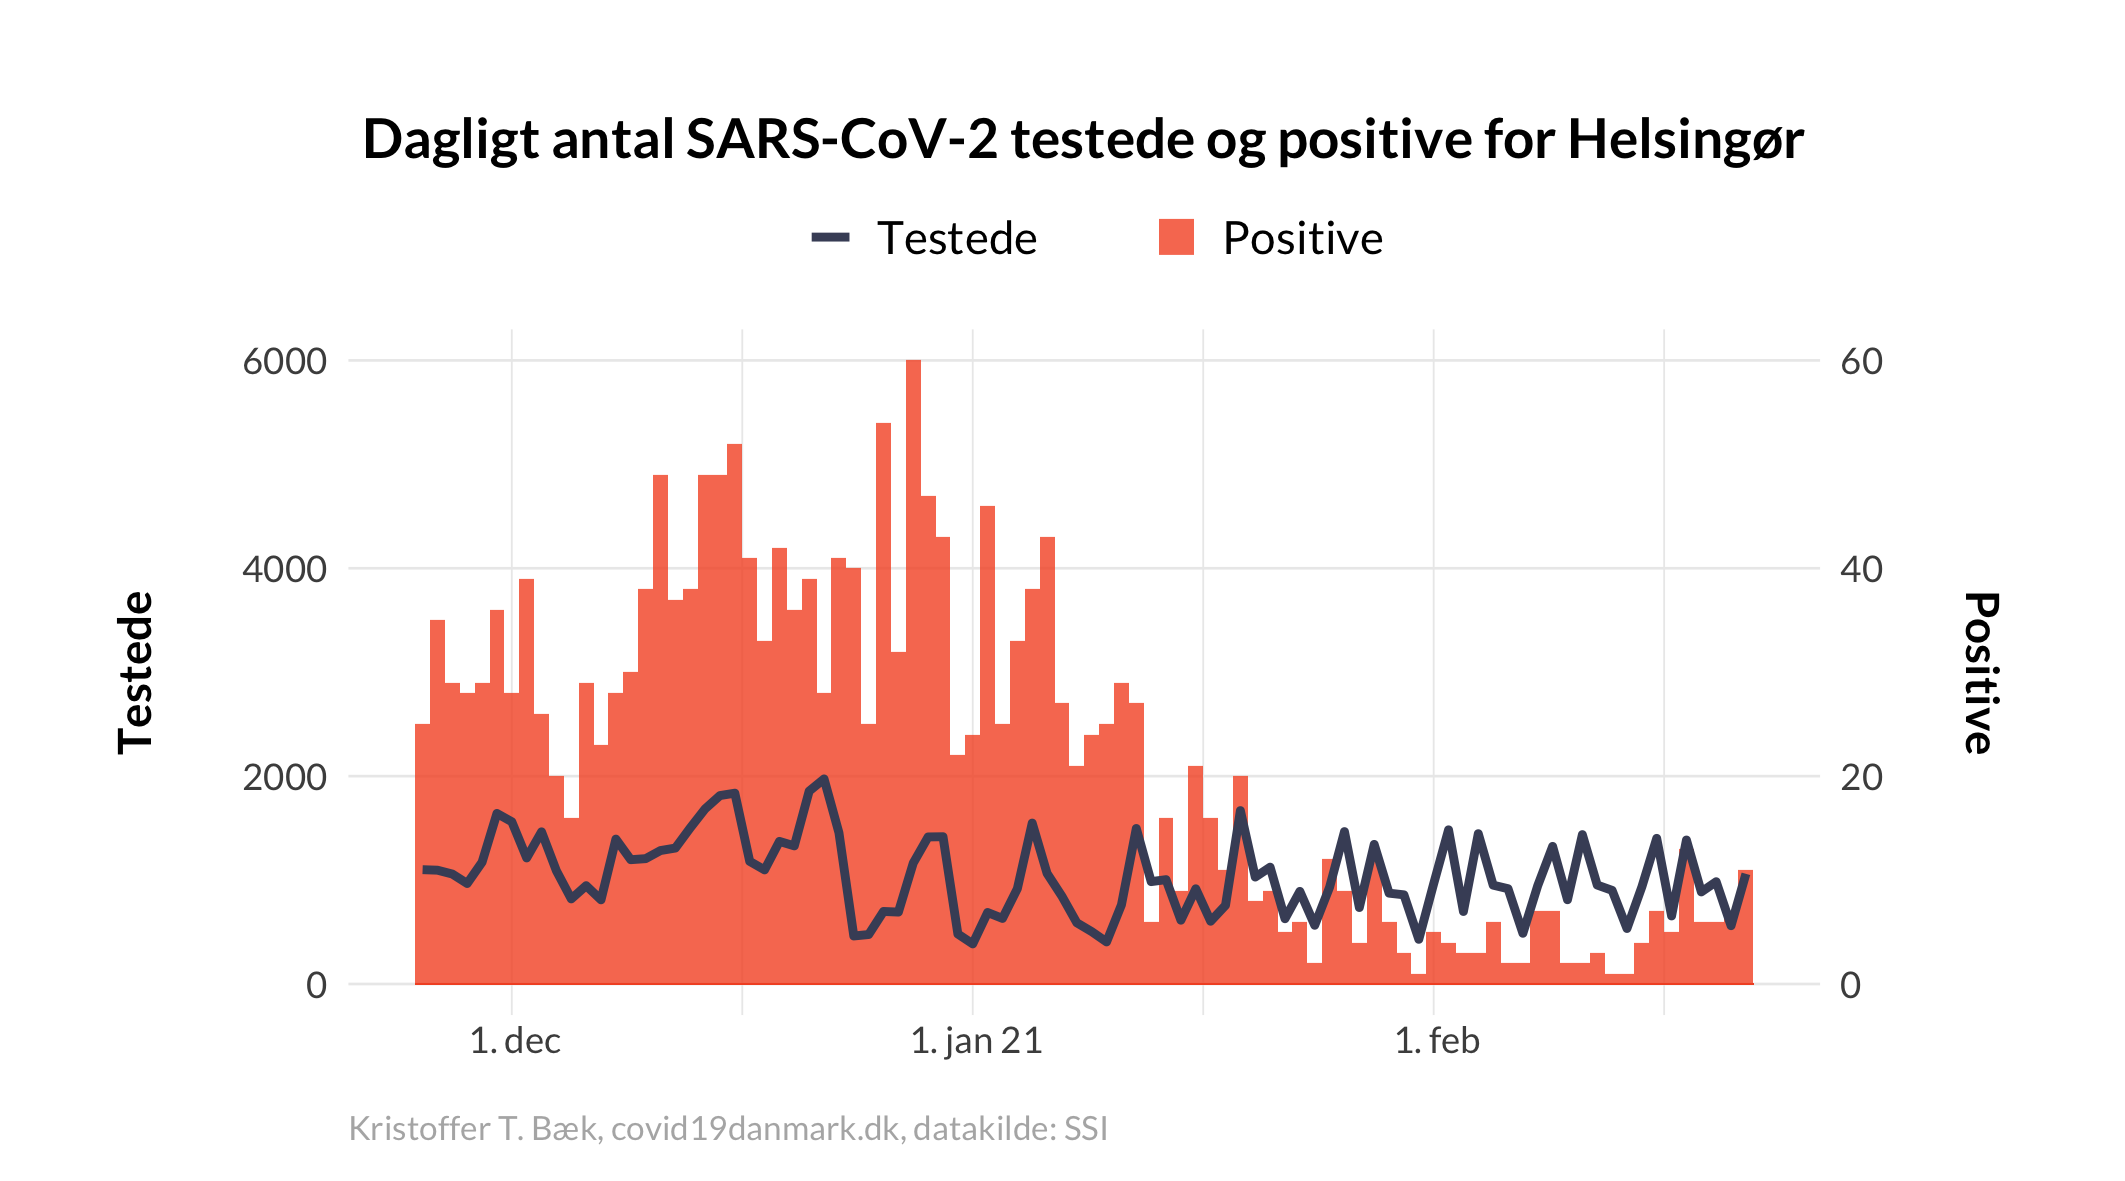 Dagligt antal SARS-CoV-2 testede og positive for Helsingør
Testede Positive
6000 60
4000 40
2000 20
0 0
Testede
Positive
1. dec 1. jan 21 1. feb
Kristoffer T. Bæk, covid19danmark.dk, datakilde: SSI